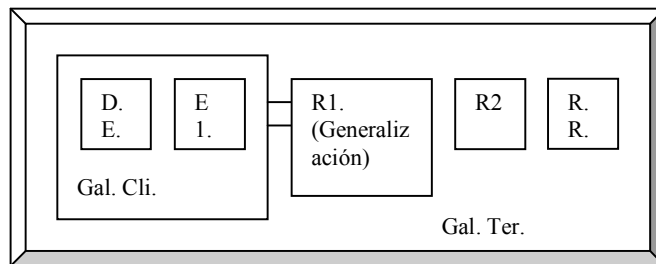 D.
E.
E
1.
R1.
(Generaliz
ación)
R2
R.
R.
Gal. Cli.
Gal. Ter.